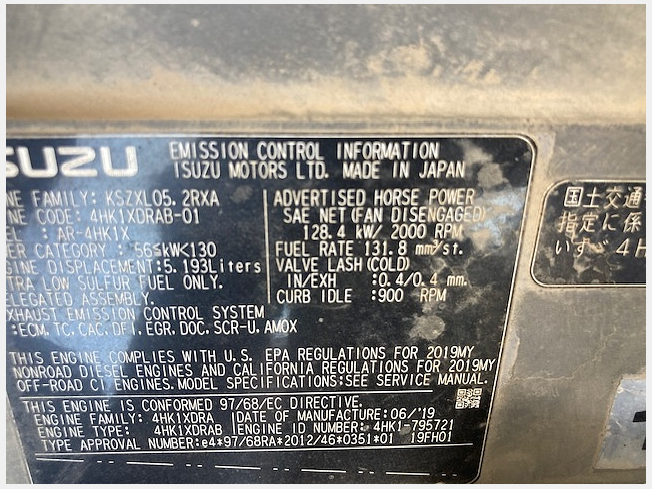 SUZU EMISSION CONTROL INFORMATION
ISUZU MOTORS LTD. MADE IN JAPAN
NE FAMILY: KSZXL05.2RXA
NE CODE: 4HK1XDRAB-01
EL : AR-4HK1X
ER CATEGORY : 56≤kW<130
GINE DISPLACEMENT:5.193Liters
TRA LOW SULFUR FUEL ONLY.
ELEGATED ASSEMBLY.
XHAUST EMISSION CONTROL SYSTEM
:ECM, TC, CAC, DFI, EGR, DOC, SCR-U, AMOX
ADVERTISED HORSE POWER
SAE NET(FAN DISENGAGED)
128.4 kW/ 2000 RPM
FUEL RATE 131.8 mm³/st.
VALVE LASH(COLD)
IN/EXH :0.4/0.4 mm.
CURB IDLE :900 RPM
THIS ENGINE COMPLIES WITH U.S. EPA REGULATIONS FOR 2019MY
NONROAD DIESEL ENGINES AND CALIFORNIA REGULATIONS FOR 2019MY
OFF-ROAD CI ENGINES. MODEL SPECIFICATIONS:SEE SERVICE MANUAL.
THIS ENGINE IS CONFORMED 97/68/EC DIRECTIVE.
ENGINE FAMILY: 4HK1XDRA DATE OF MANUFACTURE:06/'19
ENGINE TYPE: 4HK1XDRAB ENGINE ID NUMBER: 4HK1-795721
TYPE APPROVAL NUMBER:e4*97/68RA*2012/46*0351*01 19FH01
国土交通
指定に係
いすゞ 4H